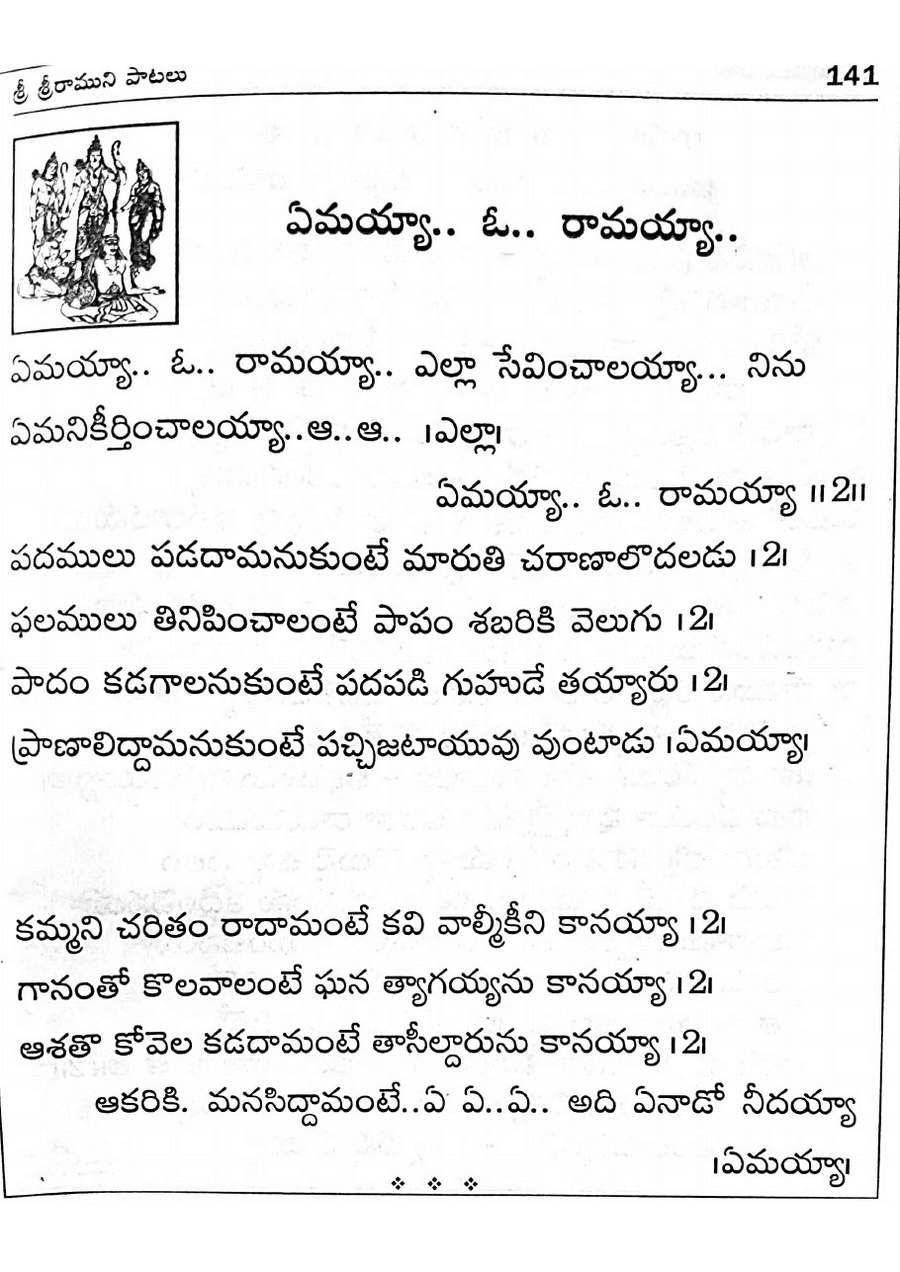 శ్రీ శ్రీరాముని పాటలు 141
ఏమయ్యా.. ఓ.. రామయ్యా..
ఏమయ్యా.. ఓ.. రామయ్యా.. ఎల్లా సేవించాలయ్యా... నిను
ఏమనికీర్తించాలయ్యా..ఆ..ఆ.. ।ఎల్లా।
ఏమయ్యా.. ఓ.. రామయ్యా ॥2॥
పదములు పడదామనుకుంటే మారుతి చరాణాలొదలడు ।2।
ఫలములు తినిపించాలంటే పాపం శబరికి వెలుగు ।2।
పాదం కడగాలనుకుంటే పదపడి గుహుడే తయ్యారు ।2।
ప్రాణాలిద్దామనుకుంటే పచ్చిజటాయువు వుంటాడు ।ఏమయ్యా।
కమ్మని చరితం రాదామంటే కవి వాల్మీకీని కానయ్యా ।2।
గానంతో కొలవాలంటే ఘన త్యాగయ్యను కానయ్యా ।2।
ఆశతొ కోవెల కడదామంటే తాసీల్దారును కానయ్యా ।2।
ఆకరికి. మనసిద్దామంటే..ఏ ఏ..ఏ.. అది ఏనాడో నీదయ్యా
।ఏమయ్యా।